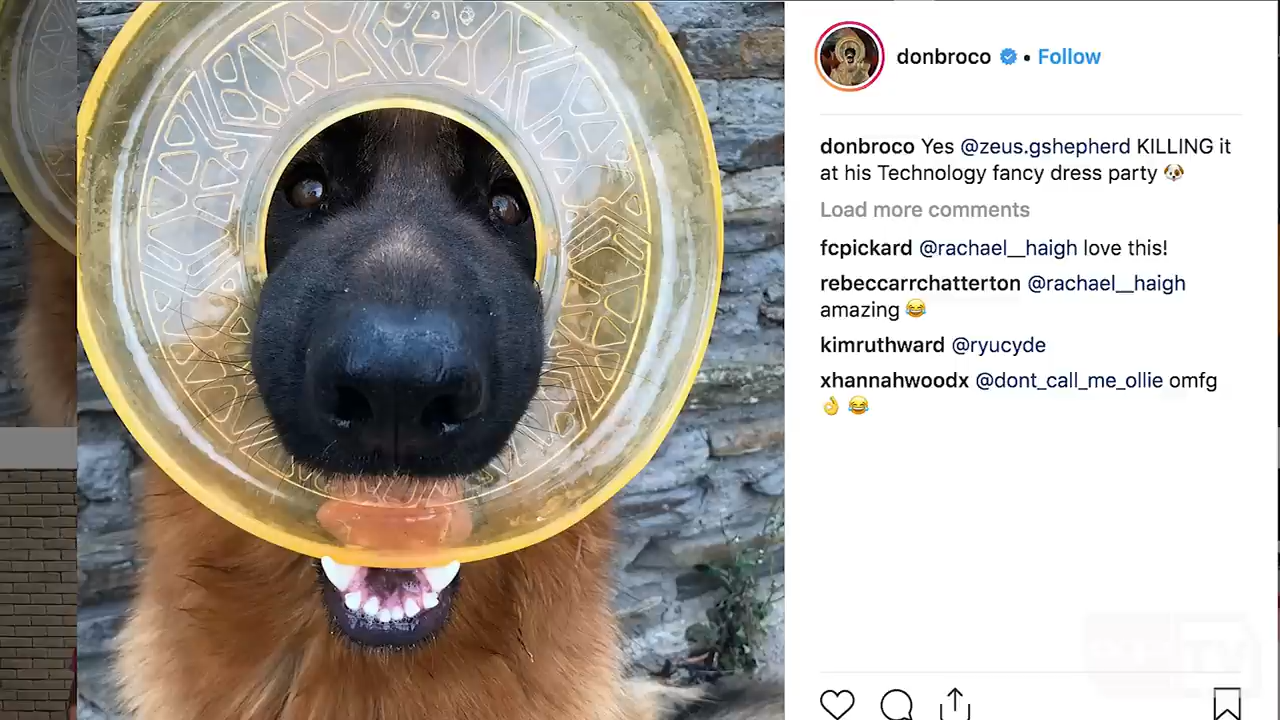 donbroco • Follow
donbroco Yes @zeus.gshepherd KILLING it
at his Technology fancy dress party 🐶
Load more comments
fcpickard @rachael__haigh love this!
rebeccarrchatterton @rachael__haigh
amazing 😂
kimruthward @ryucyde
xhannahwoodx @dont_call_me_ollie omfg
👌 😂
TV